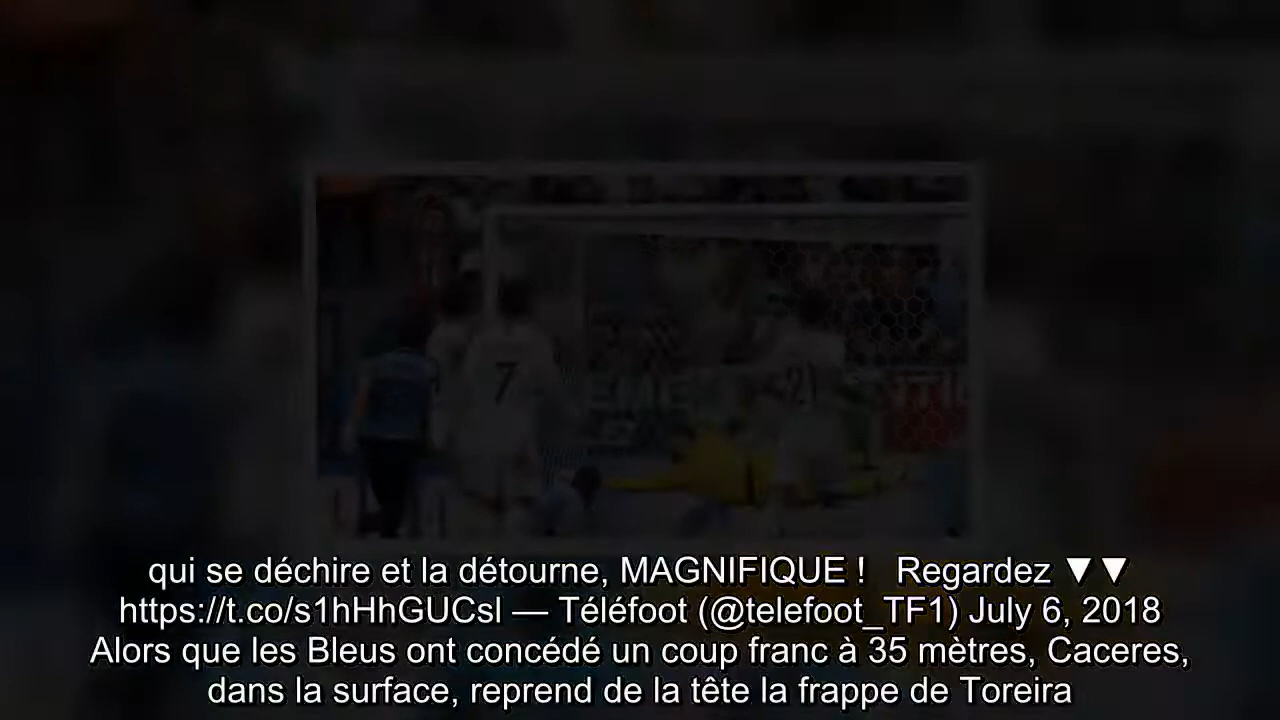 7
21
qui se déchire et la détourne, MAGNIFIQUE ! Regardez ▼▼
https://t.co/s1hHhGUCsl — Téléfoot (@telefoot_TF1) July 6, 2018
Alors que les Bleus ont concédé un coup franc à 35 mètres, Caceres,
dans la surface, reprend de la tête la frappe de Toreira